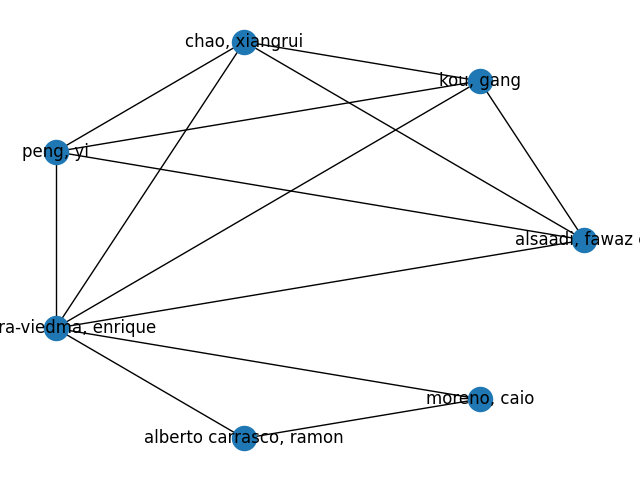 chao, xiangrui
kou, gang
peng, yi
alsaadi, fawaz
ra-viedma, enrique
moreno, caio
alberto carrasco, ramon